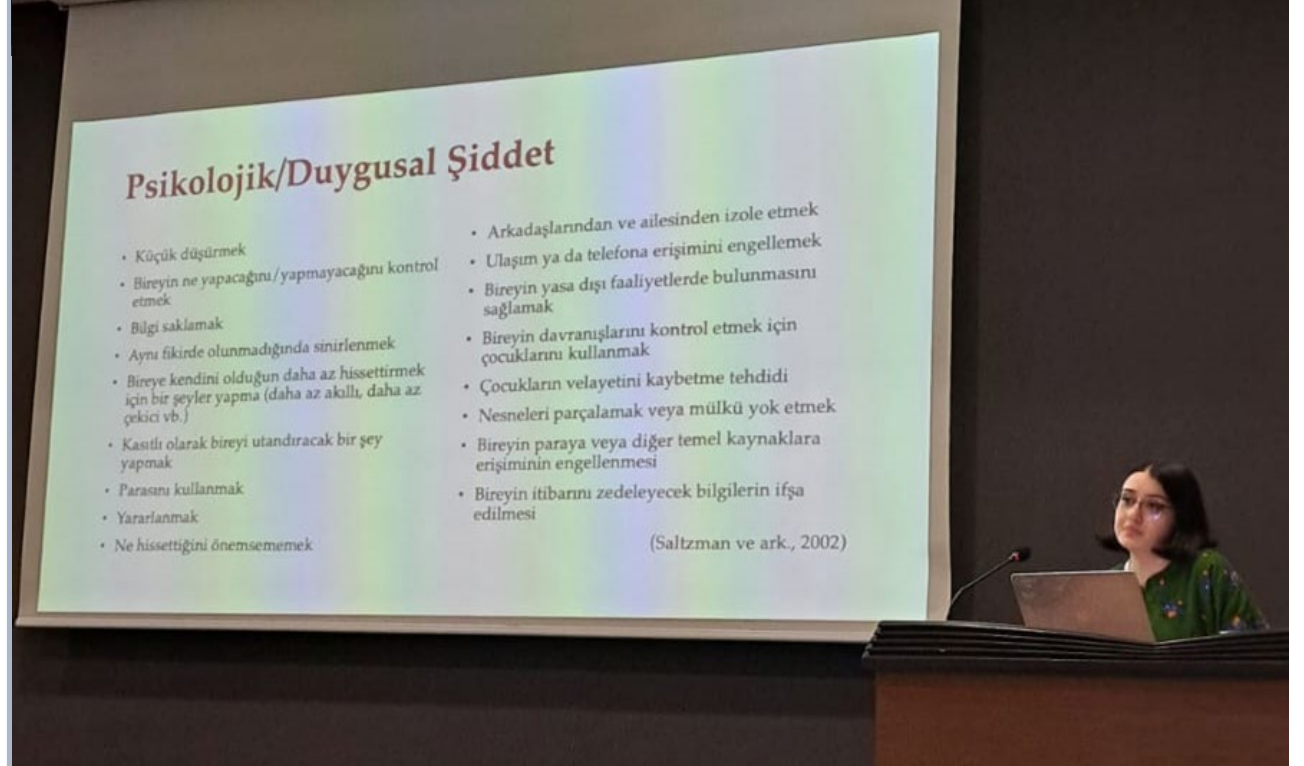 Psikolojik/Duygusal Şiddet
• Küçük düşürmek
• Bireyin ne yapacağını/yapmayacağını kontrol
etmek
• Bilgi saklamak
• Aynı fikirde olunmadığında sinirlenmek
• Bireye kendini olduğun daha az hissettirmek
için bir şeyler yapma (daha az akıllı, daha az
çekici vb.)
• Kasıtlı olarak bireyi utandıracak bir şey
yapmak
• Parasını kullanmak
• Yararlanmak
• Ne hissettiğini önemsememek
• Arkadaşlarından ve ailesinden izole etmek
• Ulaşım ya da telefona erişimini engellemek
• Bireyin yasa dışı faaliyetlerde bulunmasını
sağlamak
• Bireyin davranışlarını kontrol etmek için
çocuklarını kullanmak
• Çocukların velayetini kaybetme tehdidi
• Nesneleri parçalamak veya mülkü yok etmek
• Bireyin paraya veya diğer temel kaynaklara
erişiminin engellenmesi
• Bireyin itibarını zedeleyecek bilgilerin ifşa
edilmesi
(Saltzman ve ark., 2002)